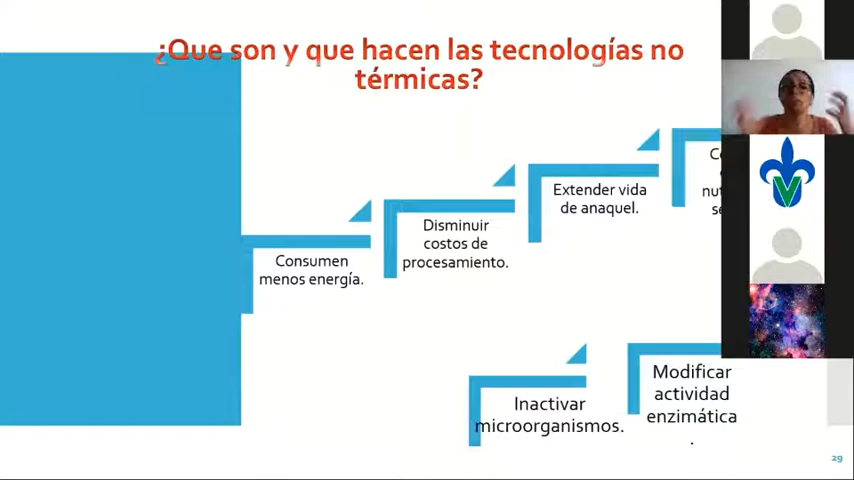 ¿Que son y que hacen las tecnologías no
térmicas?
Consumen
menos energía.
Disminuir
costos de
procesamiento.
Extender vida
de anaquel.
Inactivar
microorganismos.
Modificar
actividad
enzimática
.
29